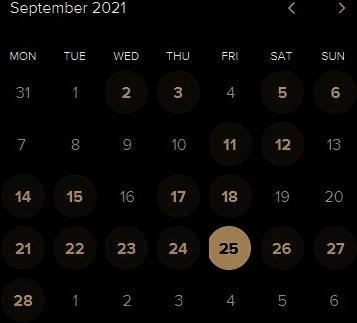 September 2021
MON TUE WED THU FRI SAT SUN
31 1 2 3 4 5 6
7 8 9 10 11 12 13
14 15 16 17 18 19 20
21 22 23 24 25 26 27
28 1 2 3 4 5 6